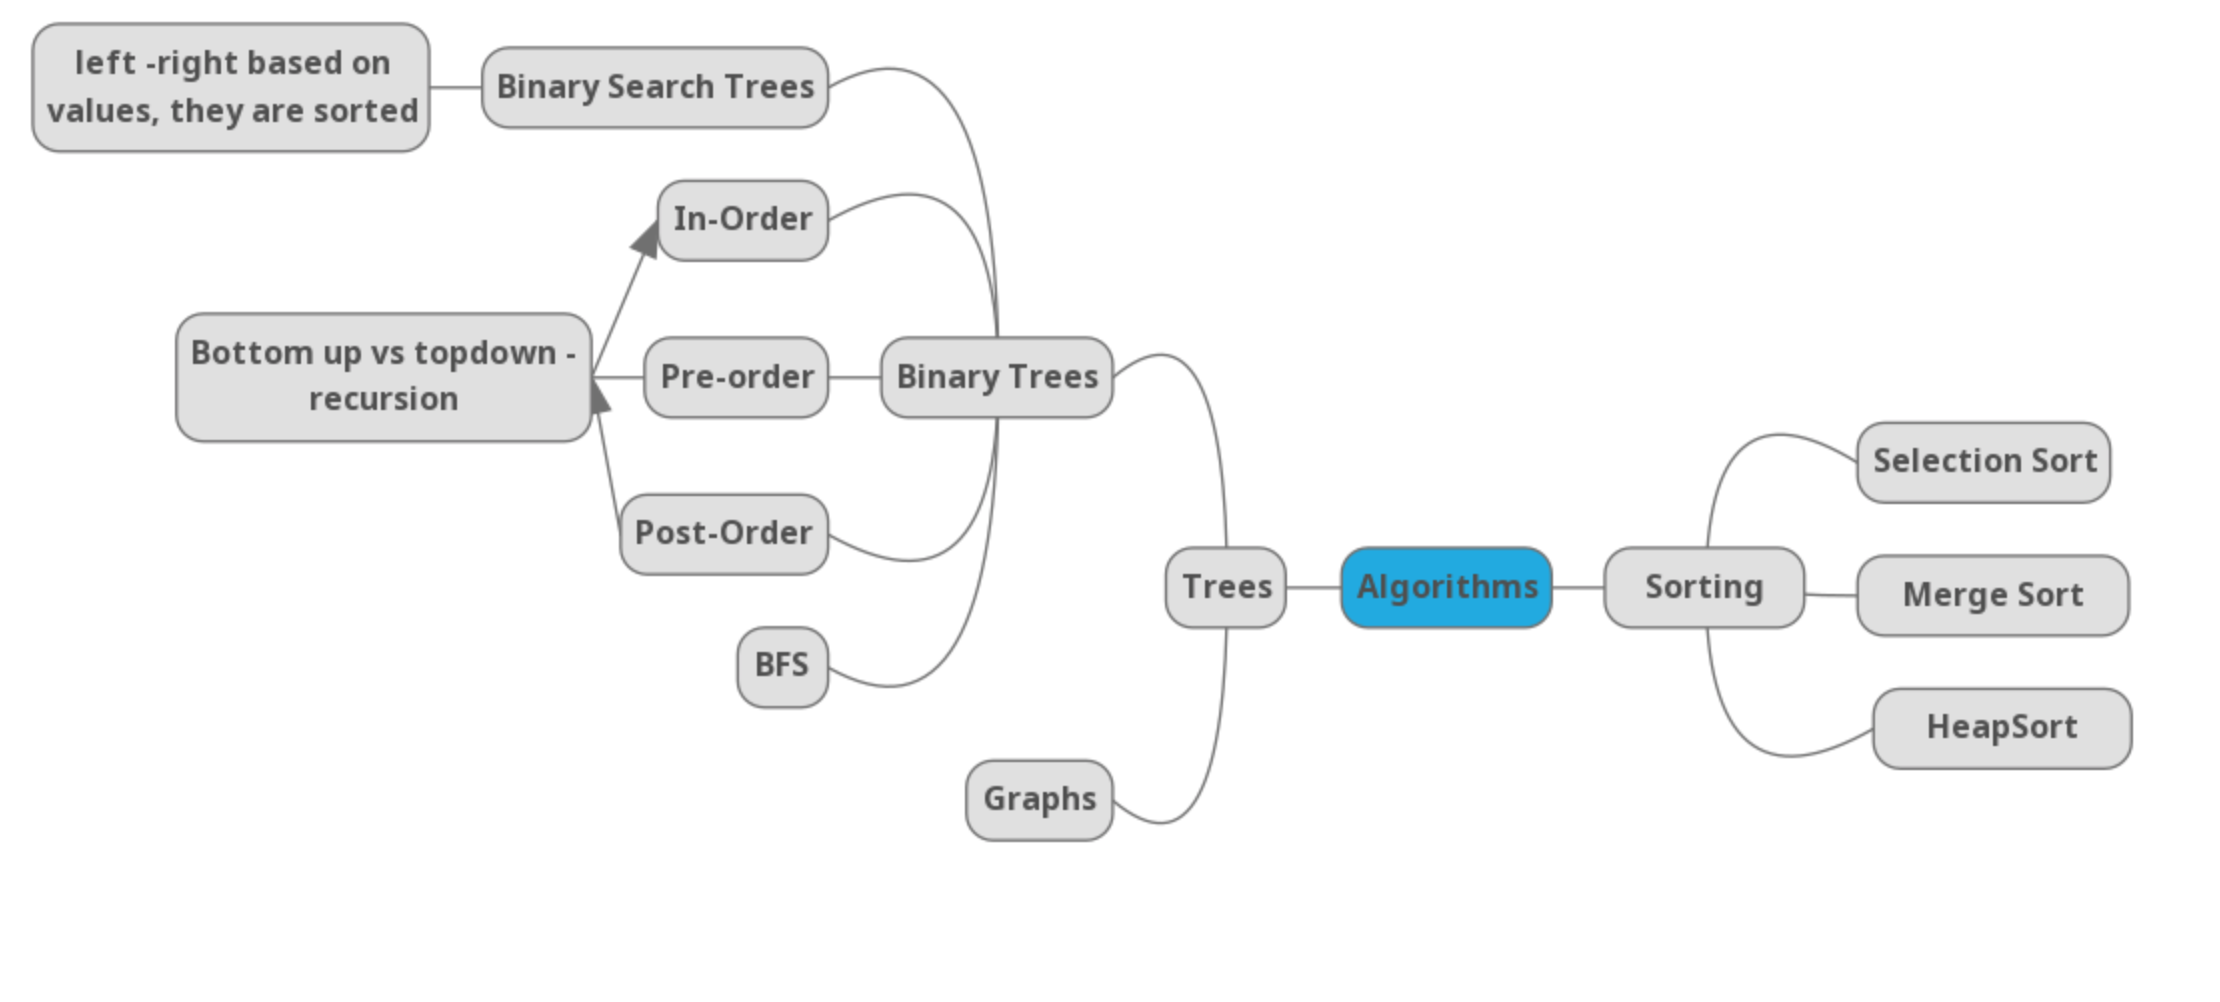 left -right based on
values, they are sorted
Binary Search Trees
In-Order
Bottom up vs topdown -
recursion
Pre-order
Binary Trees
Post-Order
BFS
Graphs
Trees
Algorithms
Sorting
Selection Sort
Merge Sort
HeapSort